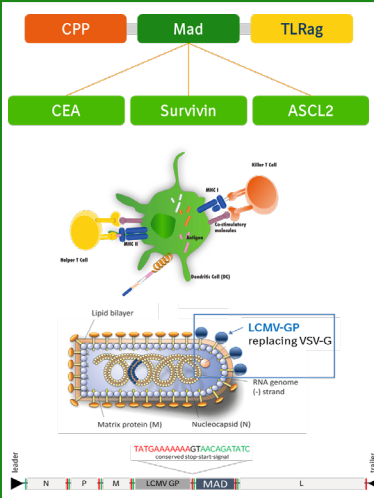 CPP Mad TLRag
CEA Survivin ASCL2
Killer T Cell
MHC I
Co-stimulatory
molecules
MHC II
Antigen
Helper T Cell
Dendritic Cell (DC)
Lipid bilayer
LCMV-GP
replacing VSV-G
RNA genome
(-) strand
Matrix protein (M) Nucleocapsid (N)
TATGAAAAAAAGTAACAGATATC
conserved stop-start-signal
leader
trailer
N P M LCMV GP MAD L